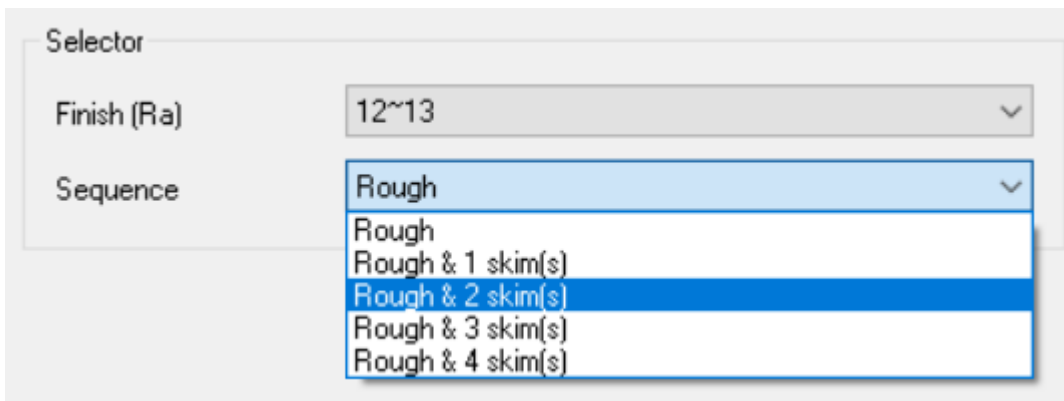 Selector
Finish (Ra) 12~13
Sequence Rough
Rough
Rough & 1 skim(s)
Rough & 2 skim(s)
Rough & 3 skim(s)
Rough & 4 skim(s)